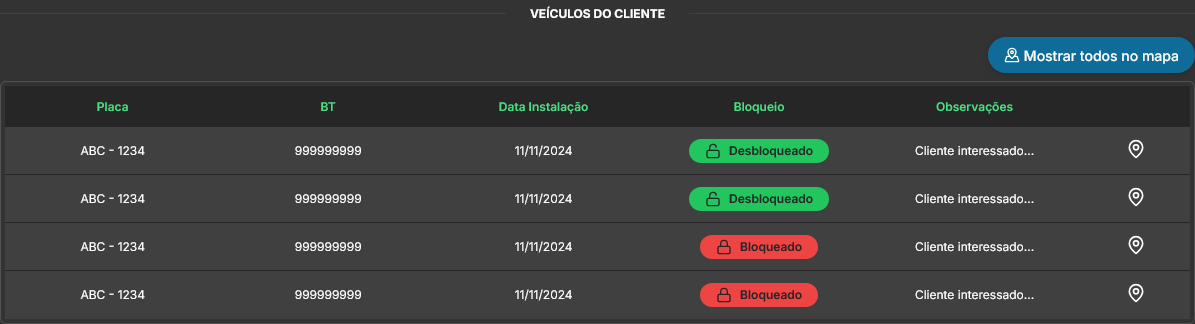 VEÍCULOS DO CLIENTE
Mostrar todos no mapa
Placa BT Data Instalação Bloqueio Observações
ABC - 1234 999999999 11/11/2024 Desbloqueado Cliente interessado...
ABC - 1234 999999999 11/11/2024 Desbloqueado Cliente interessado...
ABC - 1234 999999999 11/11/2024 Bloqueado Cliente interessado...
ABC - 1234 999999999 11/11/2024 Bloqueado Cliente interessado...